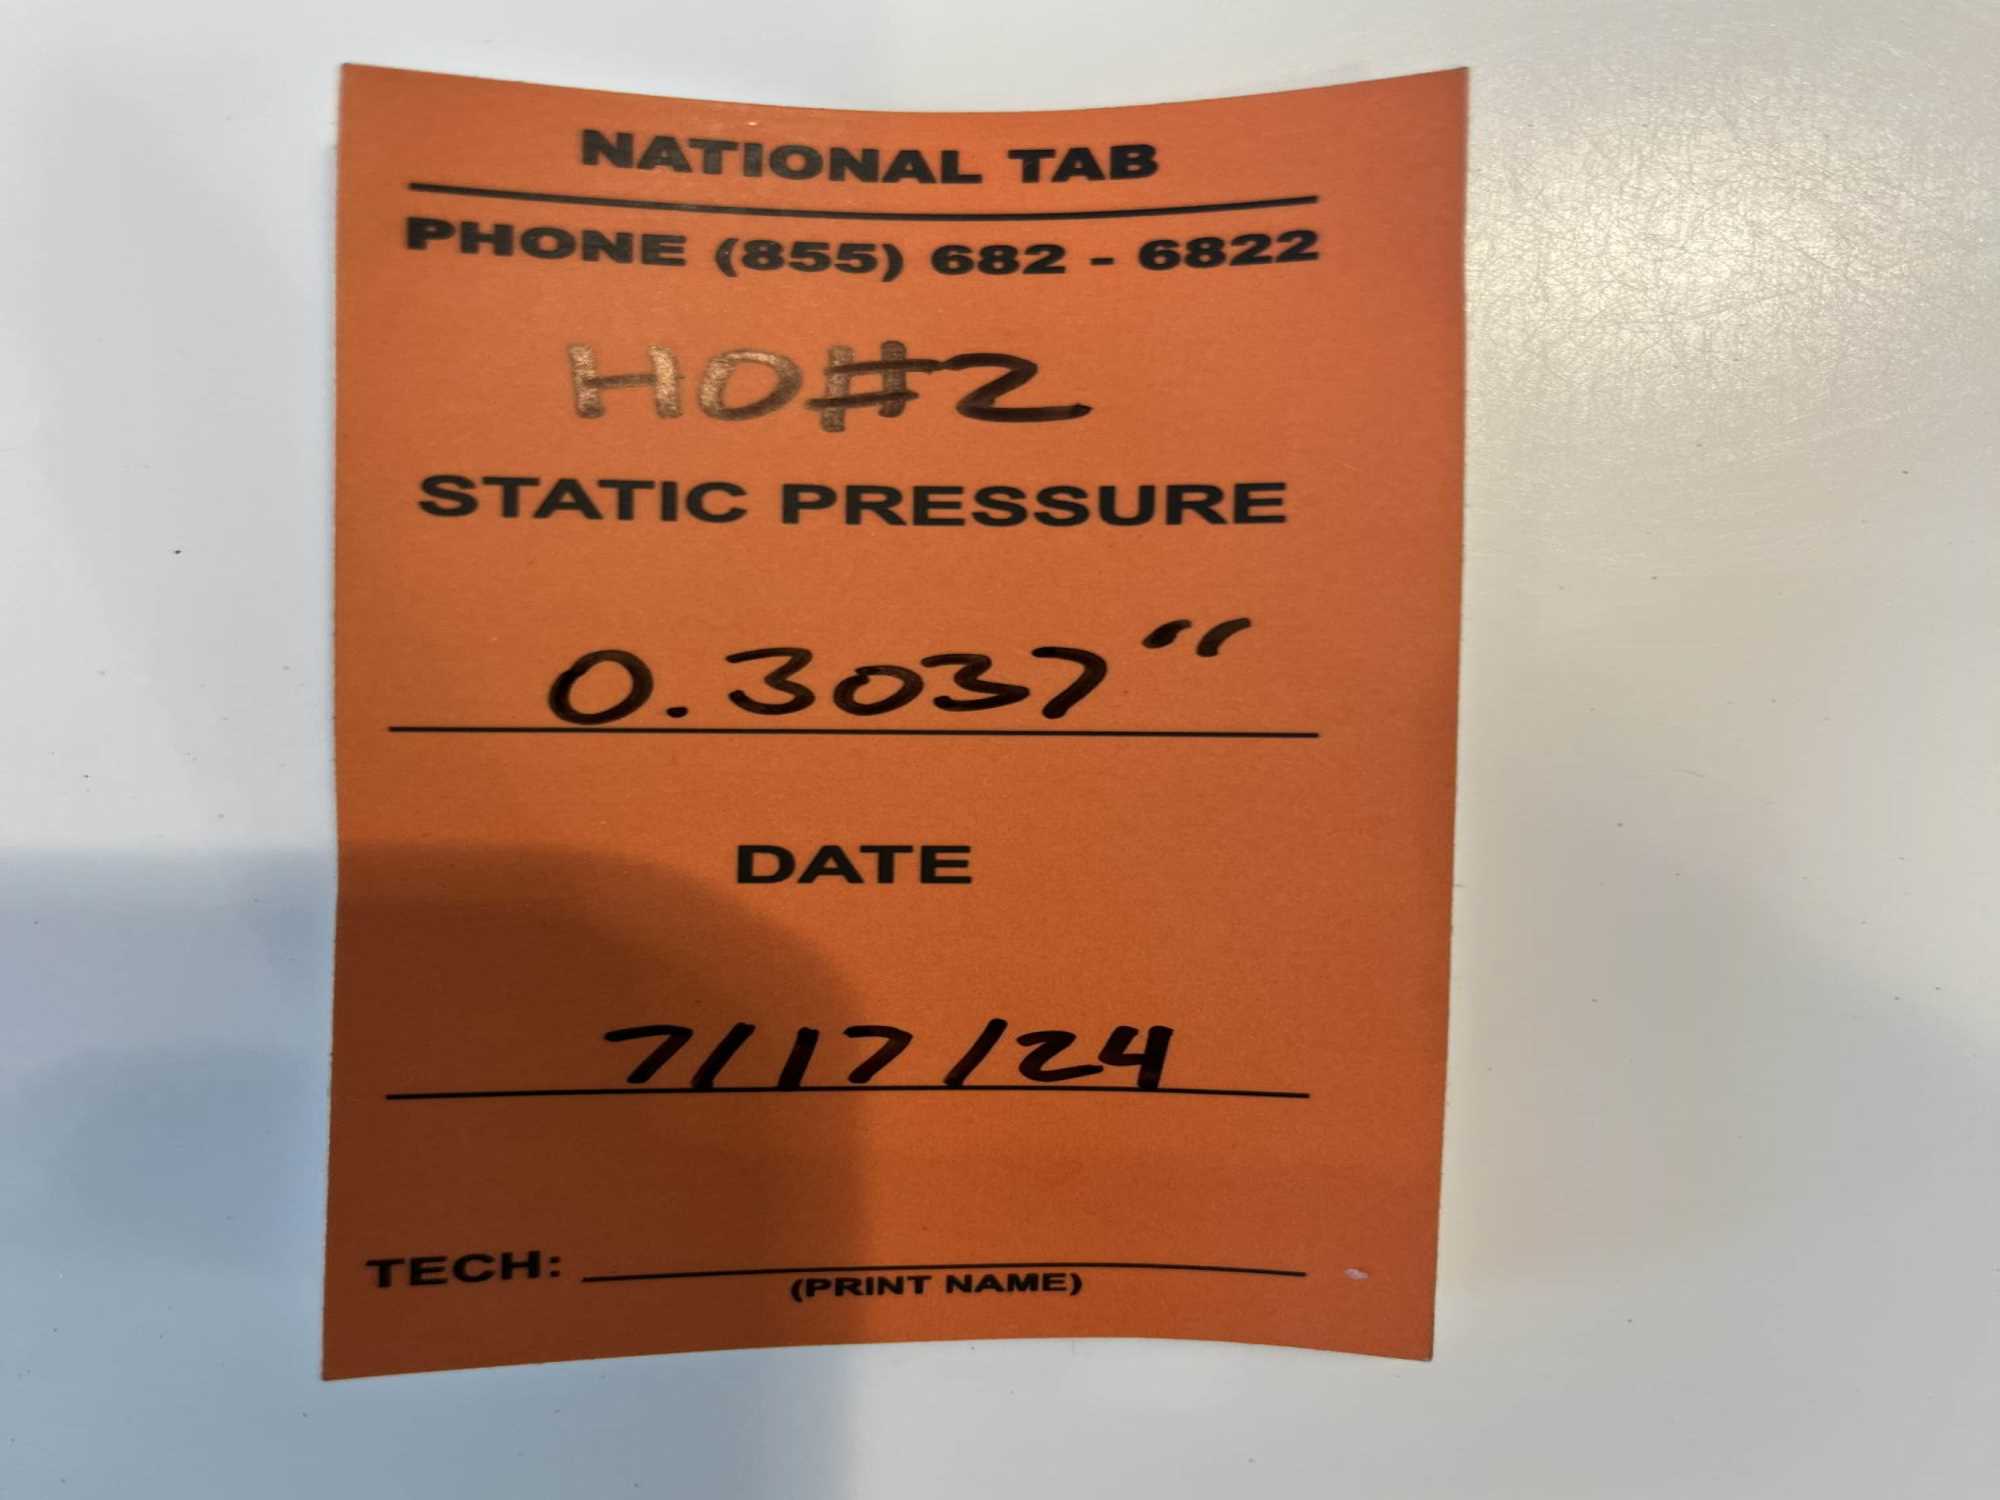 NATIONAL TAB
PHONE (855) 682 - 6822
HO#2
STATIC PRESSURE
0.3037"
DATE
7/17/24
TECH:
(PRINT NAME)